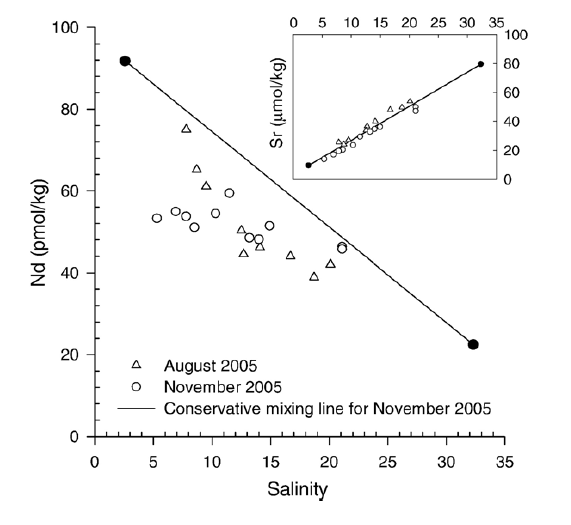 0 5 10 15 20 25 30 35
100
80
60
40
20
0
Sr (μmol/kg)
100
80
60
40
20
0
Nd (pmol/kg)
August 2005
November 2005
Conservative mixing line for November 2005
0 5 10 15 20 25 30 35
Salinity